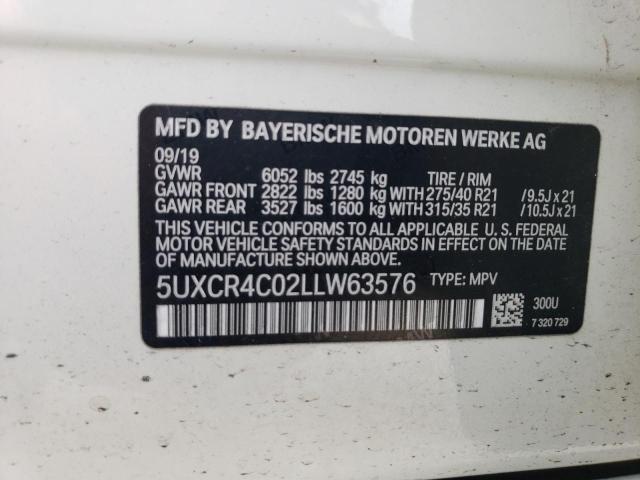 MFD BY BAYERISCHE MOTOREN WERKE AG
09/19
GVWR 6052 lbs 2745 kg TIRE / RIM
GAWR FRONT 2822 lbs 1280 kg WITH 275/40 R21 /9.5J x 21
GAWR REAR 3527 lbs 1600 kg WITH 315/35 R21 /10.5J x 21
THIS VEHICLE CONFORMS TO ALL APPLICABLE U. S. FEDERAL
MOTOR VEHICLE SAFETY STANDARDS IN EFFECT ON THE DATE
OF MANUFACTURE SHOWN ABOVE.
5UXCR4C02LLW63576 TYPE: MPV
300U
7 320 729